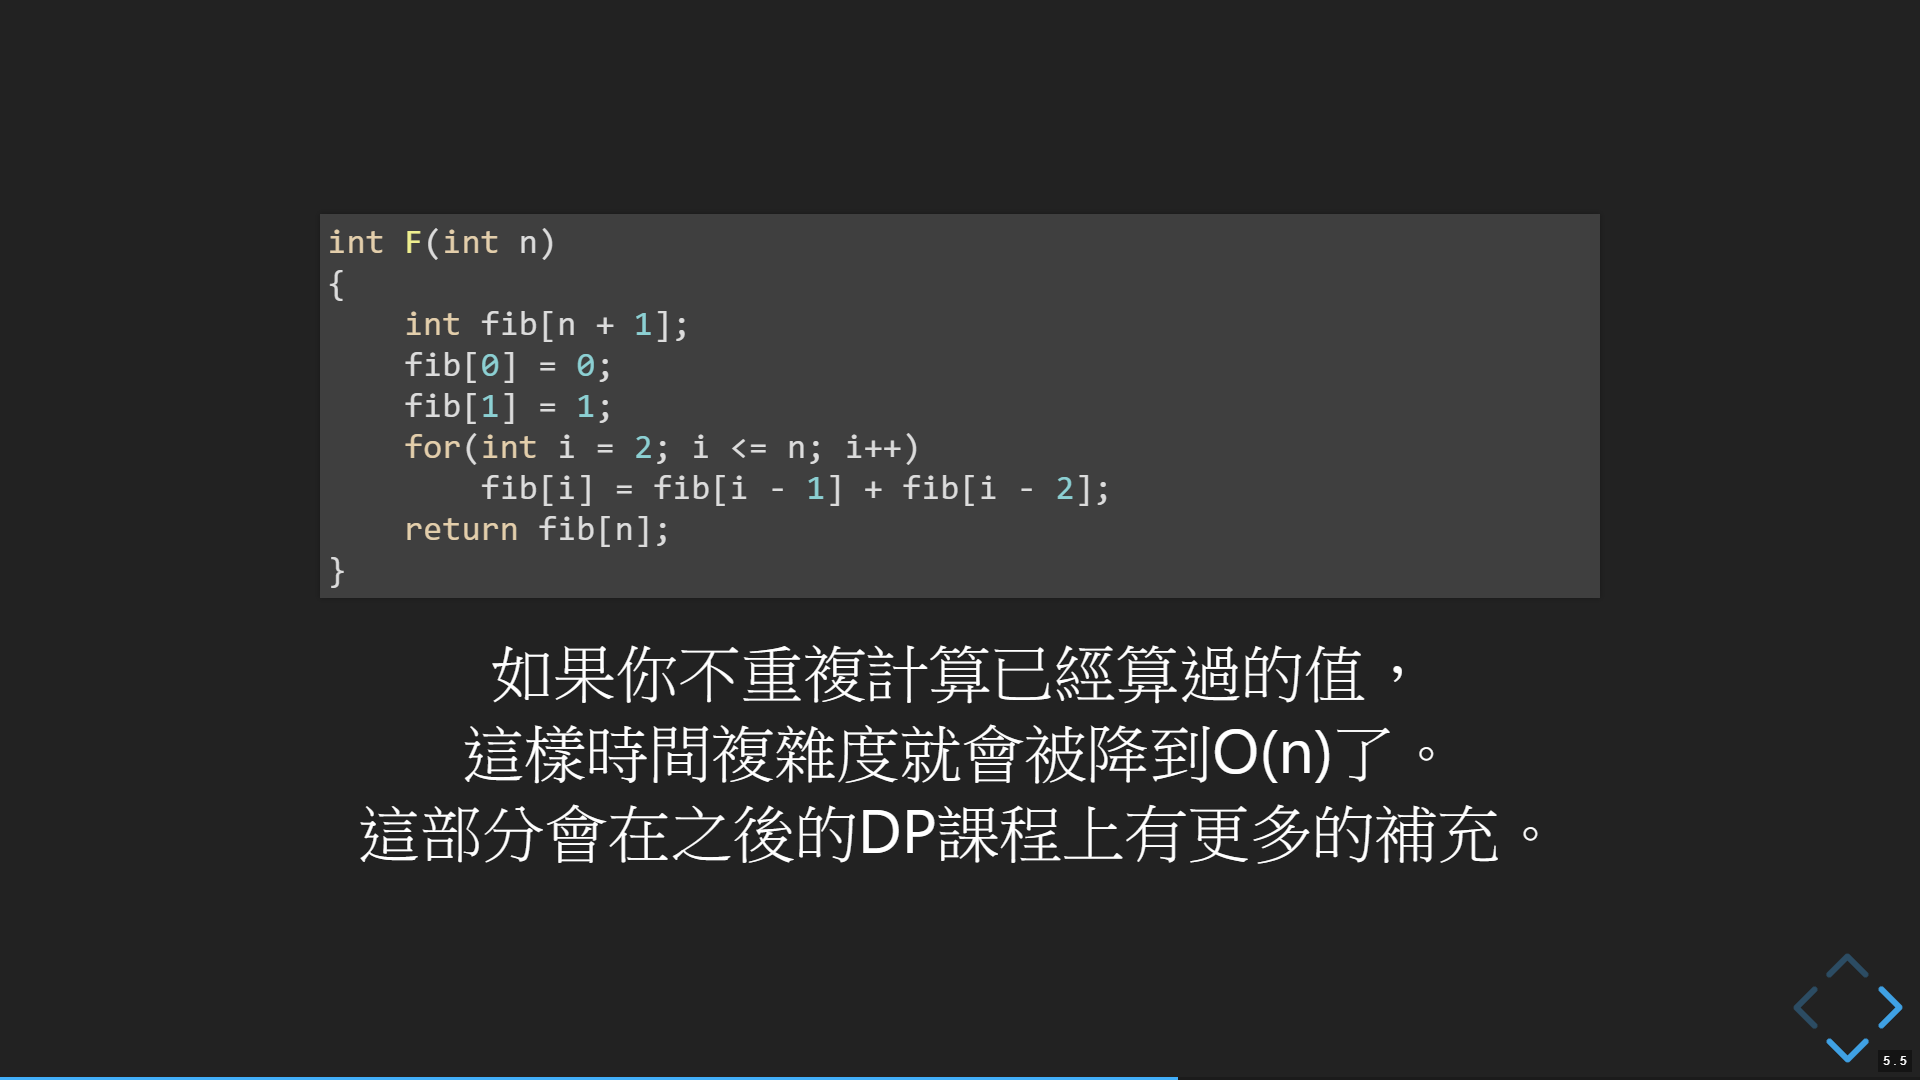 int F(int n)
{
    int fib[n + 1];
    fib[0] = 0;
    fib[1] = 1;
    for(int i = 2; i <= n; i++)
        fib[i] = fib[i - 1] + fib[i - 2];
    return fib[n];
}
如果你不重複計算已經算過的值，
這樣時間複雜度就會被降到O(n)了。
這部分會在之後的DP課程上有更多的補充。
5.5